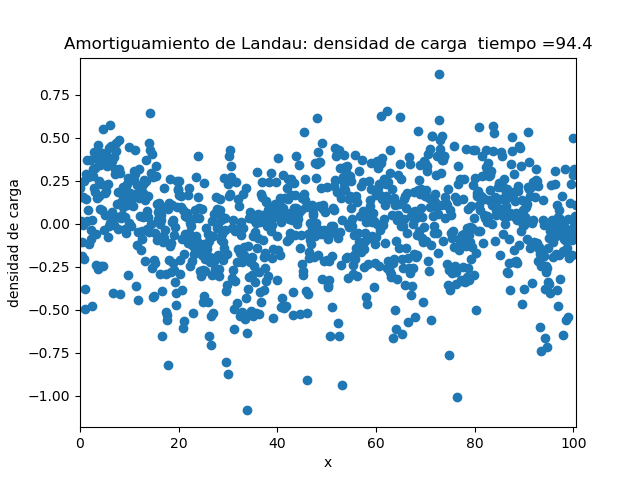 Amortiguamiento de Landau: densidad de carga  tiempo =94.4
densidad de carga
0.75
0.50
0.25
0.00
−0.25
−0.50
−0.75
−1.00
0 20 40 60 80 100
x